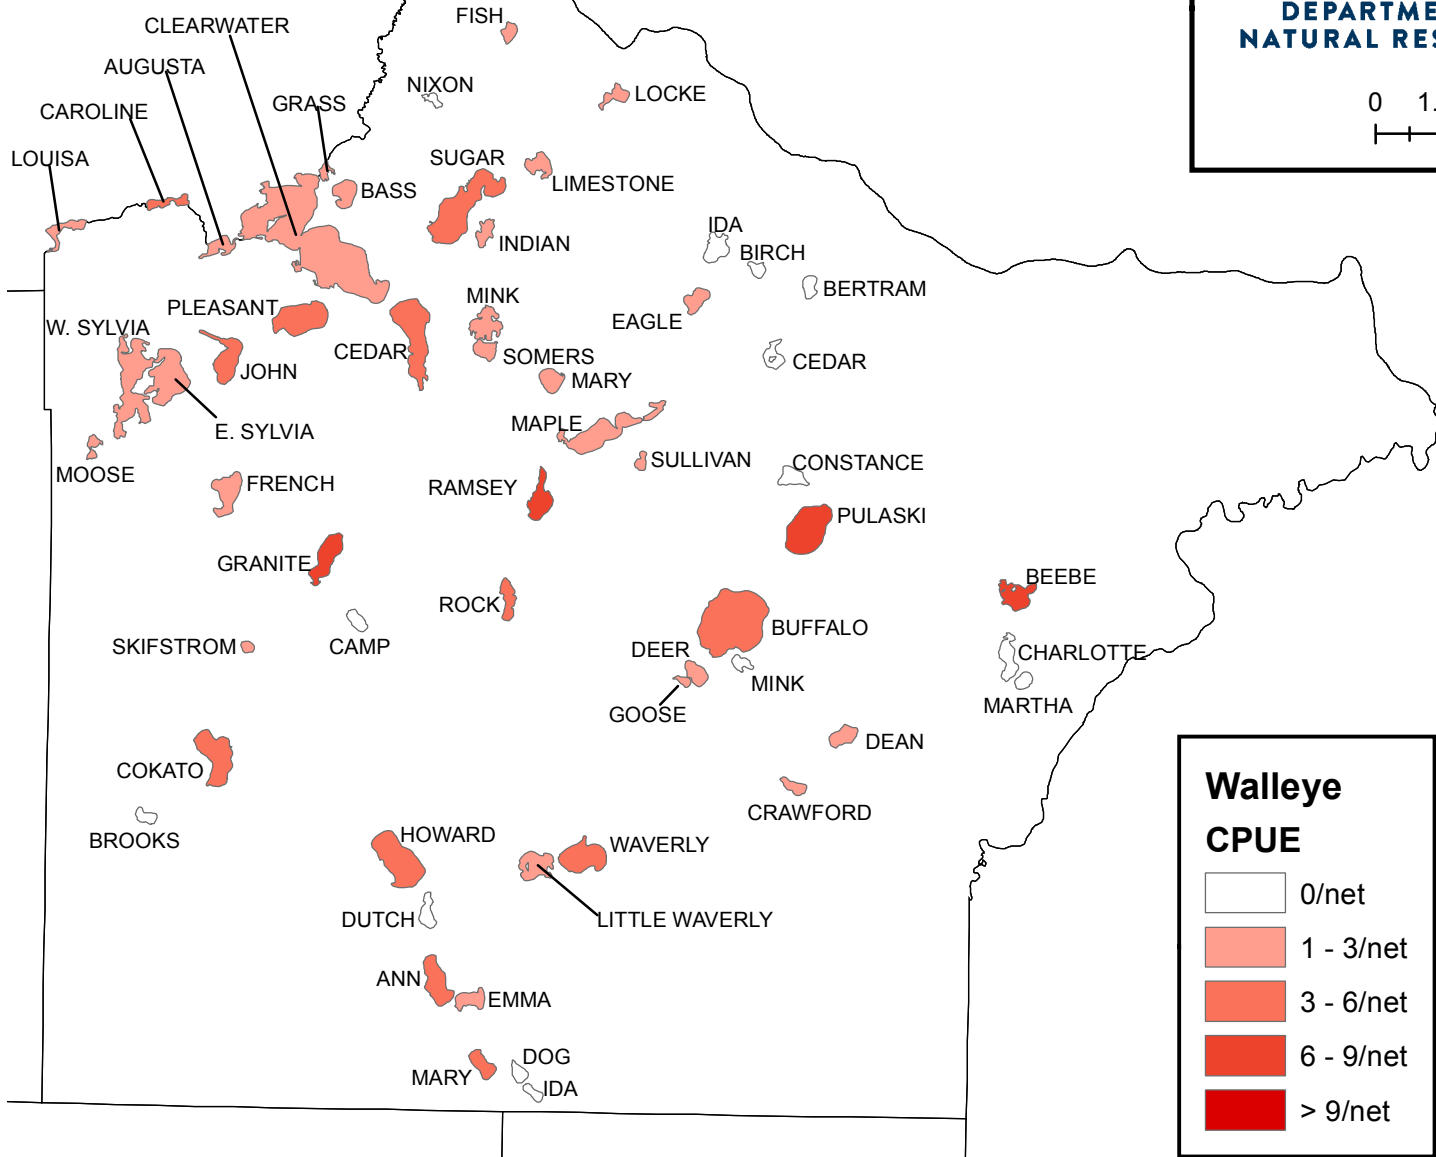 FISH
CLEARWATER
DEPARTME
NATURAL RES
AUGUSTA
NIXON
LOCKE
GRASS
0 1.
CAROLINE
LOUISA
SUGAR
LIMESTONE
BASS
IDA
INDIAN
BIRCH
BERTRAM
MINK
PLEASANT
EAGLE
W. SYLVIA
CEDAR
SOMERS
CEDAR
JOHN
MARY
MAPLE
E. SYLVIA
SULLIVAN
CONSTANCE
MOOSE
FRENCH
RAMSEY
PULASKI
GRANITE
BEEBE
ROCK
BUFFALO
SKIFSTROM
CAMP
DEER
CHARLOTTE
MINK
MARTHA
GOOSE
DEAN
COKATO
CRAWFORD
BROOKS
HOWARD
WAVERLY
DUTCH
LITTLE WAVERLY
ANN
EMMA
DOG
MARY
IDA
Walleye
CPUE
0/net
1 - 3/net
3 - 6/net
6 - 9/net
> 9/net